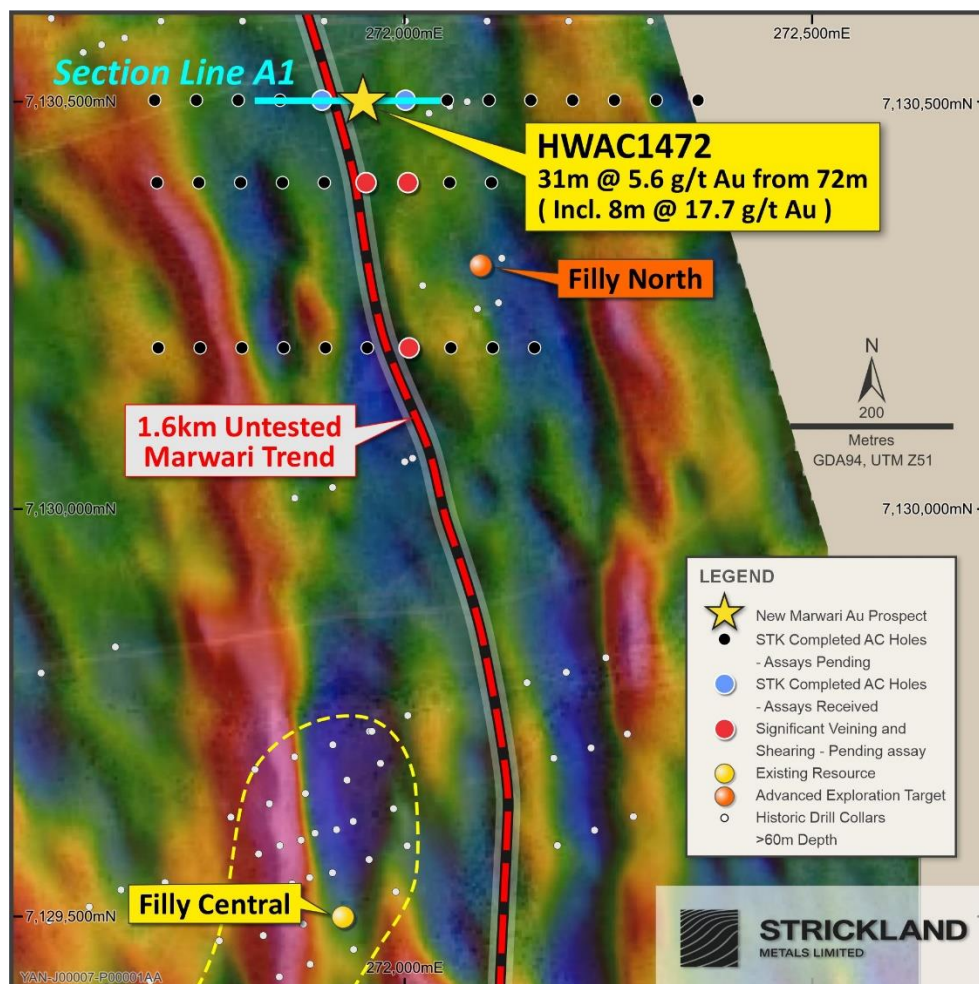 272,000mE
272,500mE
Section Line A1
7,130,500mN
7,130,500mN
HWAC1472
31m @ 5.6 g/t Au from 72m
( Incl. 8m @ 17.7 g/t Au )
Filly North
N
200
Metres
GDA94, UTM Z51
1.6km Untested
Marwari Trend
7,130,000mN
7,130,000mN
LEGEND
New Marwari Au Prospect
STK Completed AC Holes
- Assays Pending
STK Completed AC Holes
- Assays Received
Significant Veining and
Shearing - Pending assay
Existing Resource
Advanced Exploration Target
Historic Drill Collars
>60m Depth
Filly Central
7,129,500mN
STRICKLAND
METALS LIMITED
272,000mE
YAN-J00007-P00001AA